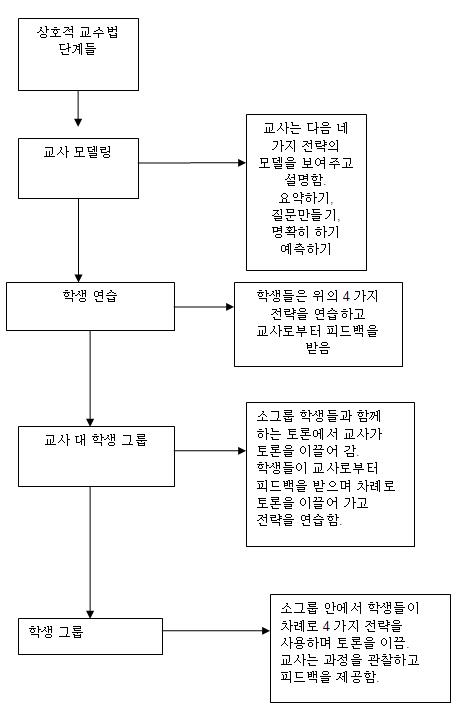 상호적 교수법
단계들
교사 모델링
교사는 다음 네
가지 전략의
모델을 보여주고
설명함.
요약하기,
질문만들기,
명확히 하기
예측하기
학생 연습
학생들은 위의 4 가지
전략을 연습하고
교사로부터 피드백을
받음
교사 대 학생 그룹
소그룹 학생들과 함께
하는 토론에서 교사가
토론을 이끌어 감.
학생들이 교사로부터
피드백을 받으며 차례로
토론을 이끌어 가고
전략을 연습함.
학생 그룹
소그룹 안에서 학생들이
차례로 4 가지 전략을
사용하며 토론을 이끔.
교사는 과정을 관찰하고
피드백을 제공함.